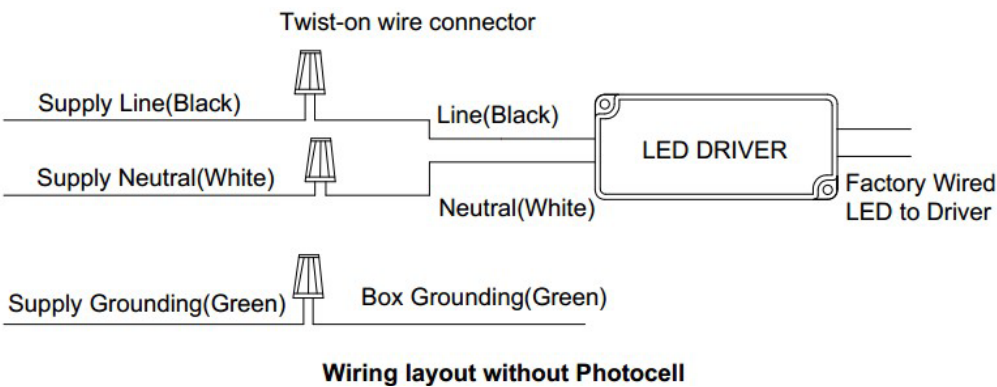 Twist-on wire connector
Supply Line(Black)
Line(Black)
LED DRIVER
Supply Neutral(White)
Neutral(White)
Factory Wired
LED to Driver
Supply Grounding(Green)
Box Grounding(Green)
Wiring layout without Photocell